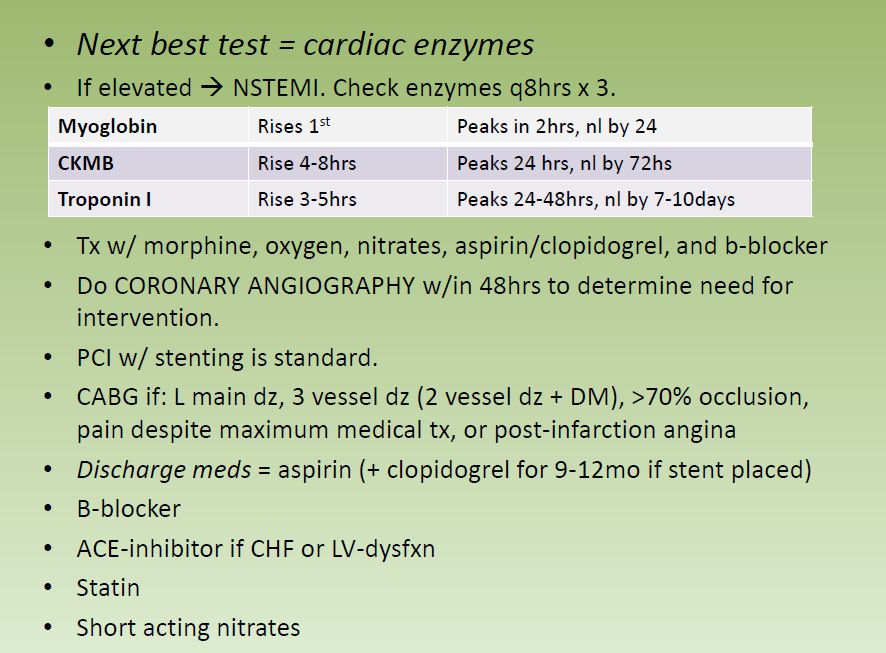 • Next best test = cardiac enzymes
• If elevated → NSTEMI. Check enzymes q8hrs x 3.
Myoglobin Rises 1st Peaks in 2hrs, nl by 24
CKMB Rise 4-8hrs Peaks 24 hrs, nl by 72hs
Troponin I Rise 3-5hrs Peaks 24-48hrs, nl by 7-10days
• Tx w/ morphine, oxygen, nitrates, aspirin/clopidogrel, and b-blocker
• Do CORONARY ANGIOGRAPHY w/in 48hrs to determine need for
intervention.
• PCI w/ stenting is standard.
• CABG if: L main dz, 3 vessel dz (2 vessel dz + DM), >70% occlusion,
pain despite maximum medical tx, or post-infarction angina
• Discharge meds = aspirin (+ clopidogrel for 9-12mo if stent placed)
• B-blocker
• ACE-inhibitor if CHF or LV-dysfxn
• Statin
• Short acting nitrates